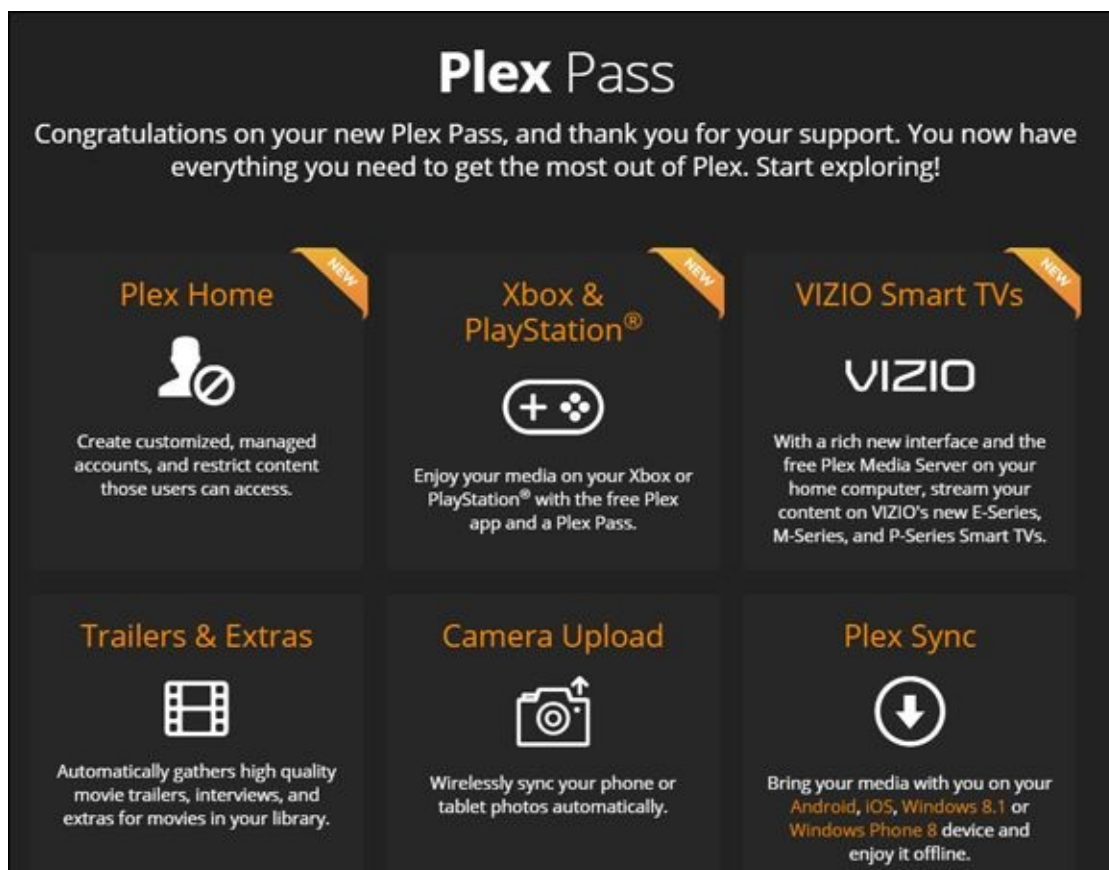 Plex Pass
Congratulations on your new Plex Pass, and thank you for your support. You now have
everything you need to get the most out of Plex. Start exploring!
NEW
Plex Home
Create customized, managed
accounts, and restrict content
those users can access.
NEW
Xbox &
PlayStation®
Enjoy your media on your Xbox or
PlayStation® with the free Plex
app and a Plex Pass.
NEW
VIZIO Smart TVs
VIZIO
With a rich new interface and the
free Plex Media Server on your
home computer, stream your
content on VIZIO's new E-Series,
M-Series, and P-Series Smart TVs.
Trailers & Extras
Automatically gathers high quality
movie trailers, interviews, and
extras for movies in your library.
Camera Upload
Wirelessly sync your phone or
tablet photos automatically.
Plex Sync
Bring your media with you on your
Android, iOS, Windows 8.1 or
Windows Phone 8 device and
enjoy it offline.